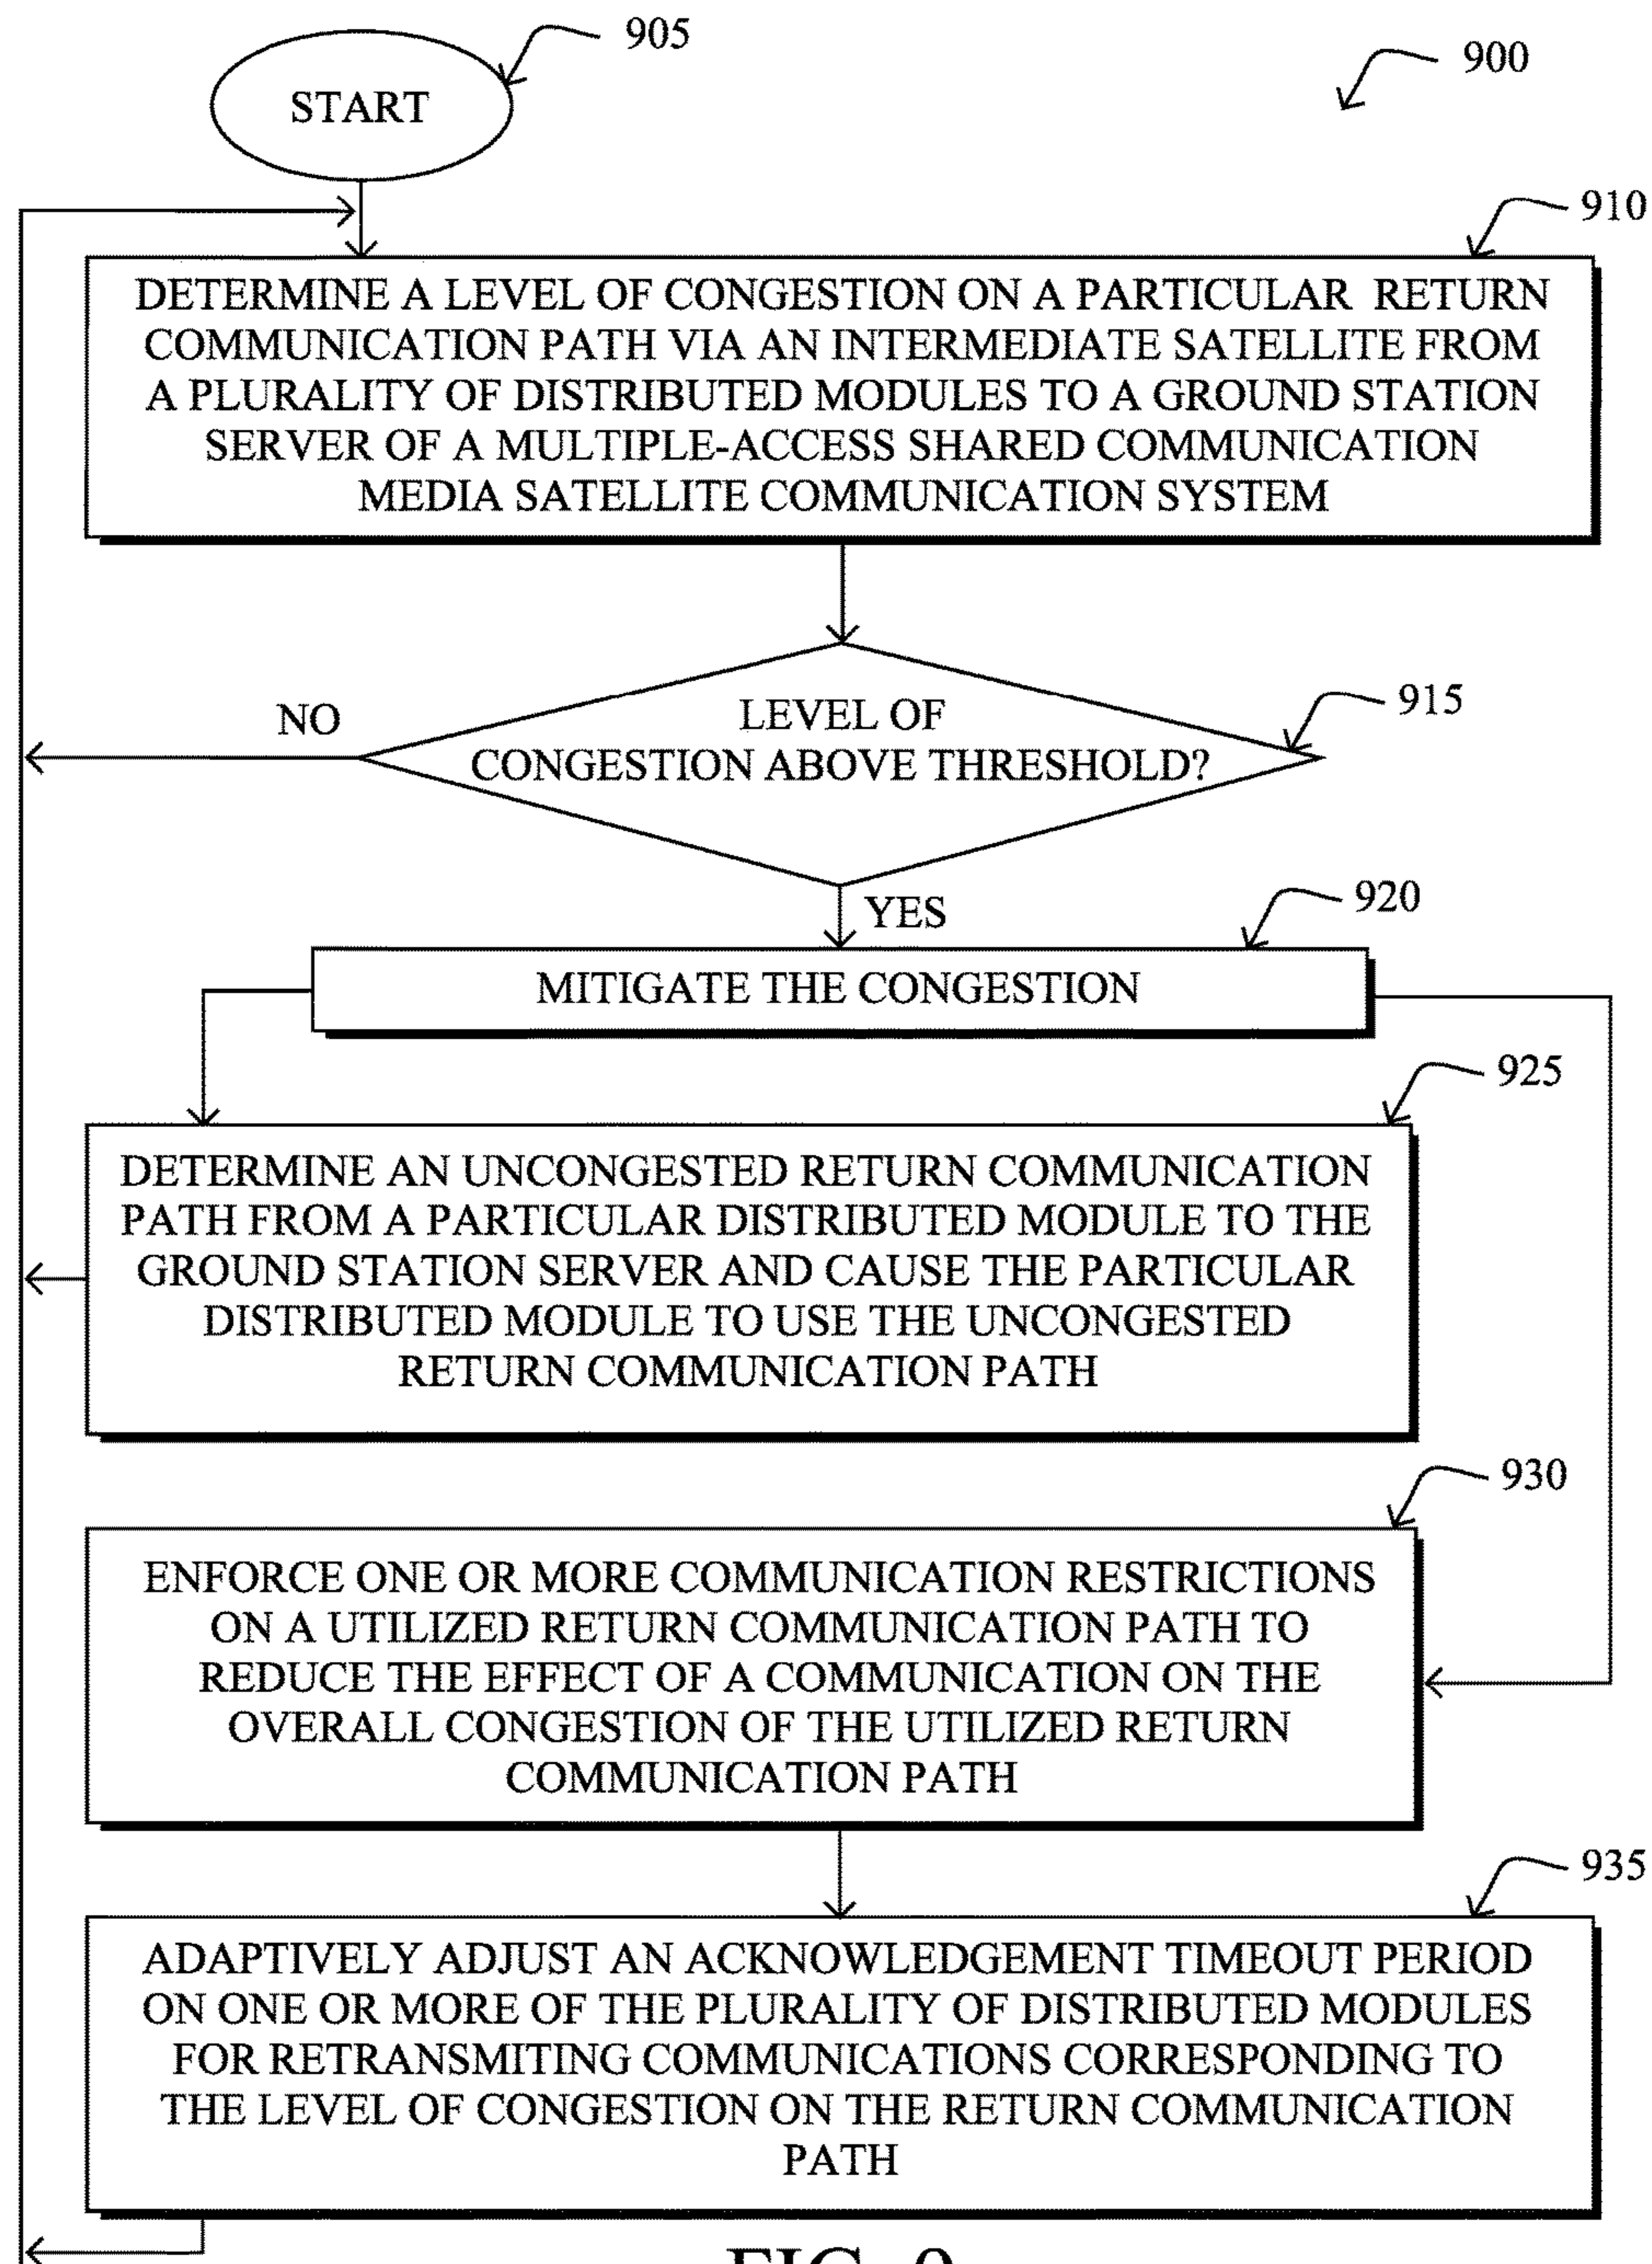 905
START
900
910
DETERMINE A LEVEL OF CONGESTION ON A PARTICULAR RETURN
COMMUNICATION PATH VIA AN INTERMEDIATE SATELLITE FROM
A PLURALITY OF DISTRIBUTED MODULES TO A GROUND STATION
SERVER OF A MULTIPLE-ACCESS SHARED COMMUNICATION
MEDIA SATELLITE COMMUNICATION SYSTEM
915
NO
LEVEL OF
CONGESTION ABOVE THRESHOLD?
YES
920
MITIGATE THE CONGESTION
925
DETERMINE AN UNCONGESTED RETURN COMMUNICATION
PATH FROM A PARTICULAR DISTRIBUTED MODULE TO THE
GROUND STATION SERVER AND CAUSE THE PARTICULAR
DISTRIBUTED MODULE TO USE THE UNCONGESTED
RETURN COMMUNICATION PATH
930
ENFORCE ONE OR MORE COMMUNICATION RESTRICTIONS
ON A UTILIZED RETURN COMMUNICATION PATH TO
REDUCE THE EFFECT OF A COMMUNICATION ON THE
OVERALL CONGESTION OF THE UTILIZED RETURN
COMMUNICATION PATH
935
ADAPTIVELY ADJUST AN ACKNOWLEDGEMENT TIMEOUT PERIOD
ON ONE OR MORE OF THE PLURALITY OF DISTRIBUTED MODULES
FOR RETRANSMITING COMMUNICATIONS CORRESPONDING TO
THE LEVEL OF CONGESTION ON THE RETURN COMMUNICATION
PATH
FIG. 9